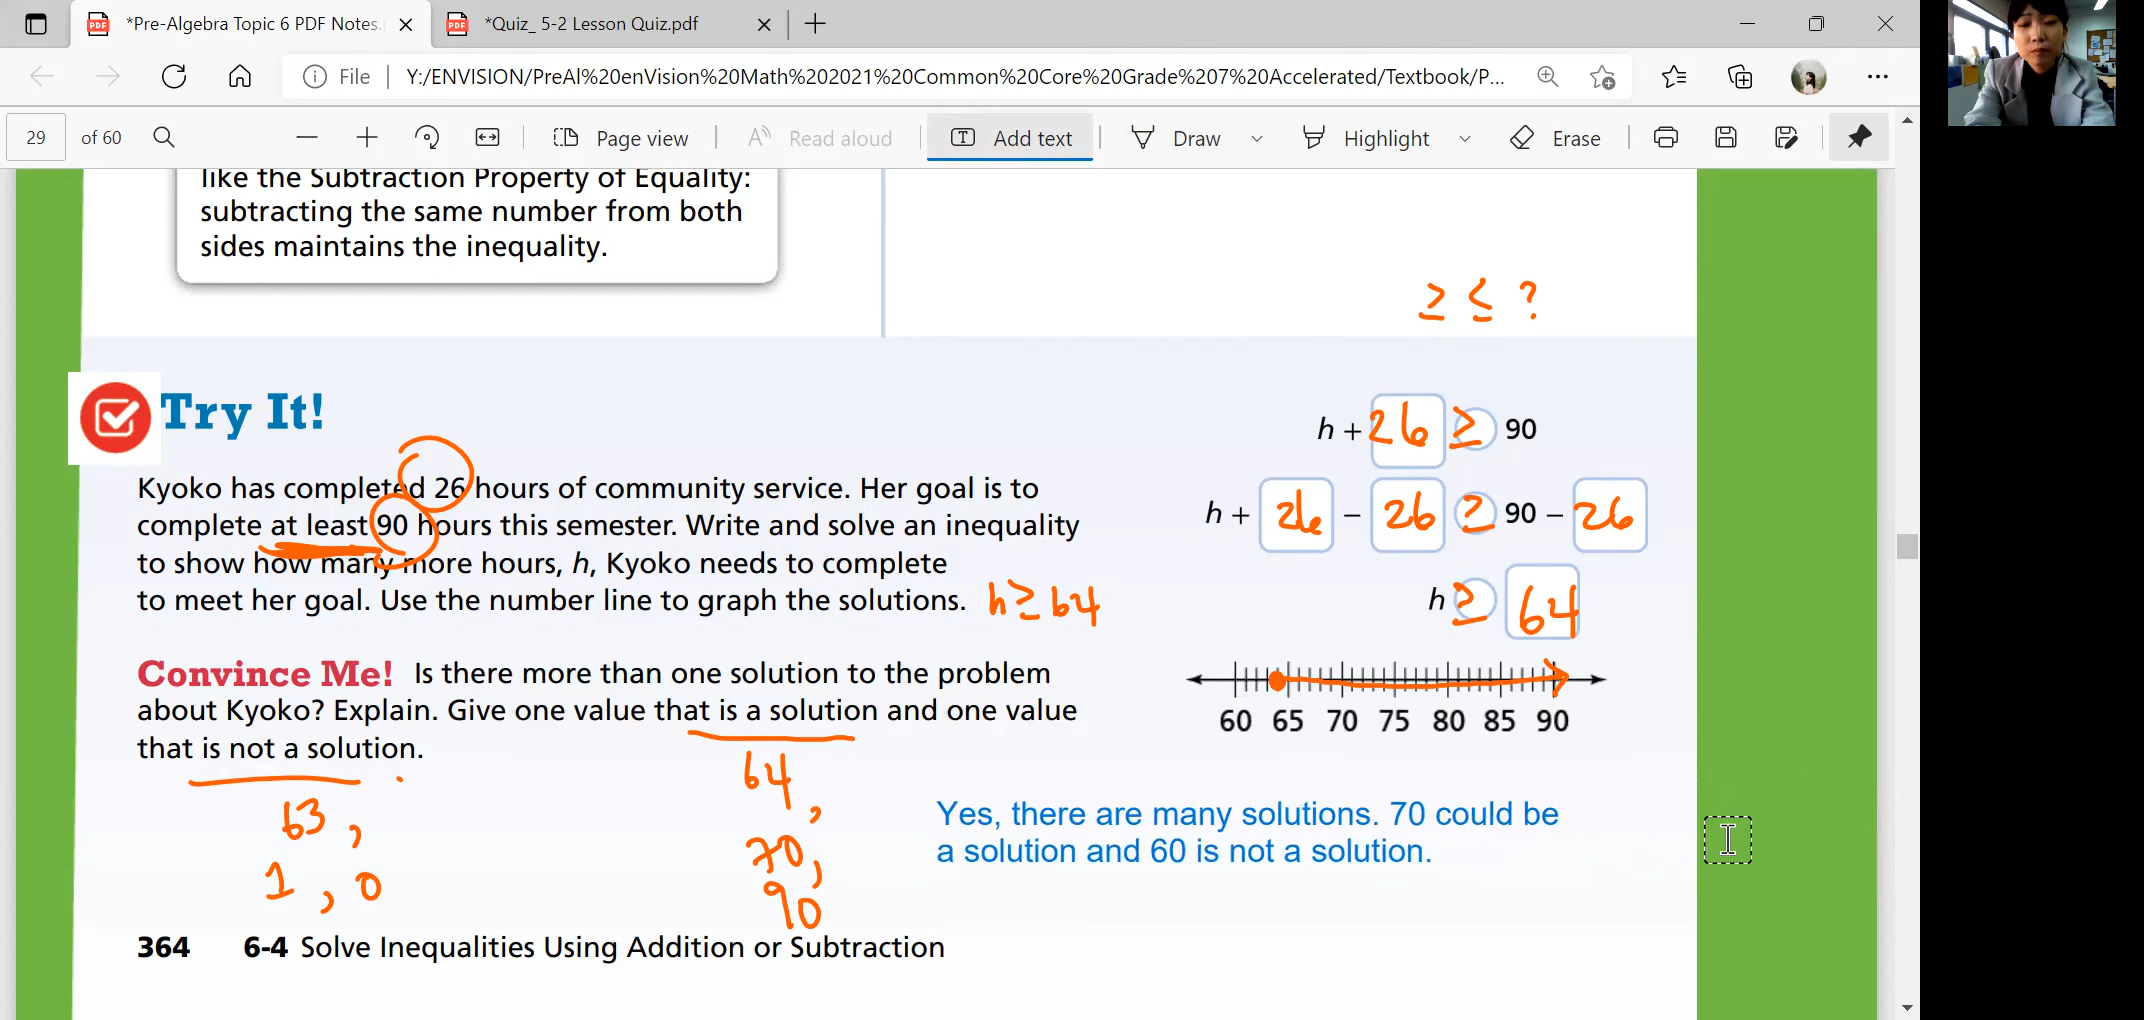 *Pre-Algebra Topic 6 PDF Notes.
*Quiz_ 5-2 Lesson Quiz.pdf
File
Y:/ENVISION/PreAl%20enVision%20Math%202021%20Common%20Core%20Grade%207%20Accelerated/Textbook/P...
29 of 60
Page view
Read aloud
Add text
Draw
Highlight
Erase
like the Subtraction Property of Equality:
subtracting the same number from both
sides maintains the inequality.
≥ ≤ ?
Try It!
Kyoko has completed 26 hours of community service. Her goal is to
complete at least 90 hours this semester. Write and solve an inequality
to show how many more hours, h, Kyoko needs to complete
to meet her goal. Use the number line to graph the solutions. h ≥ 64
h + 26 ≥ 90
h + 26 − 26 ≥ 90 − 26
h ≥ 64
60 65 70 75 80 85 90
Convince Me! Is there more than one solution to the problem
about Kyoko? Explain. Give one value that is a solution and one value
that is not a solution.
63,
1, 0
64,
70,
90
Yes, there are many solutions. 70 could be
a solution and 60 is not a solution.
364 6-4 Solve Inequalities Using Addition or Subtraction